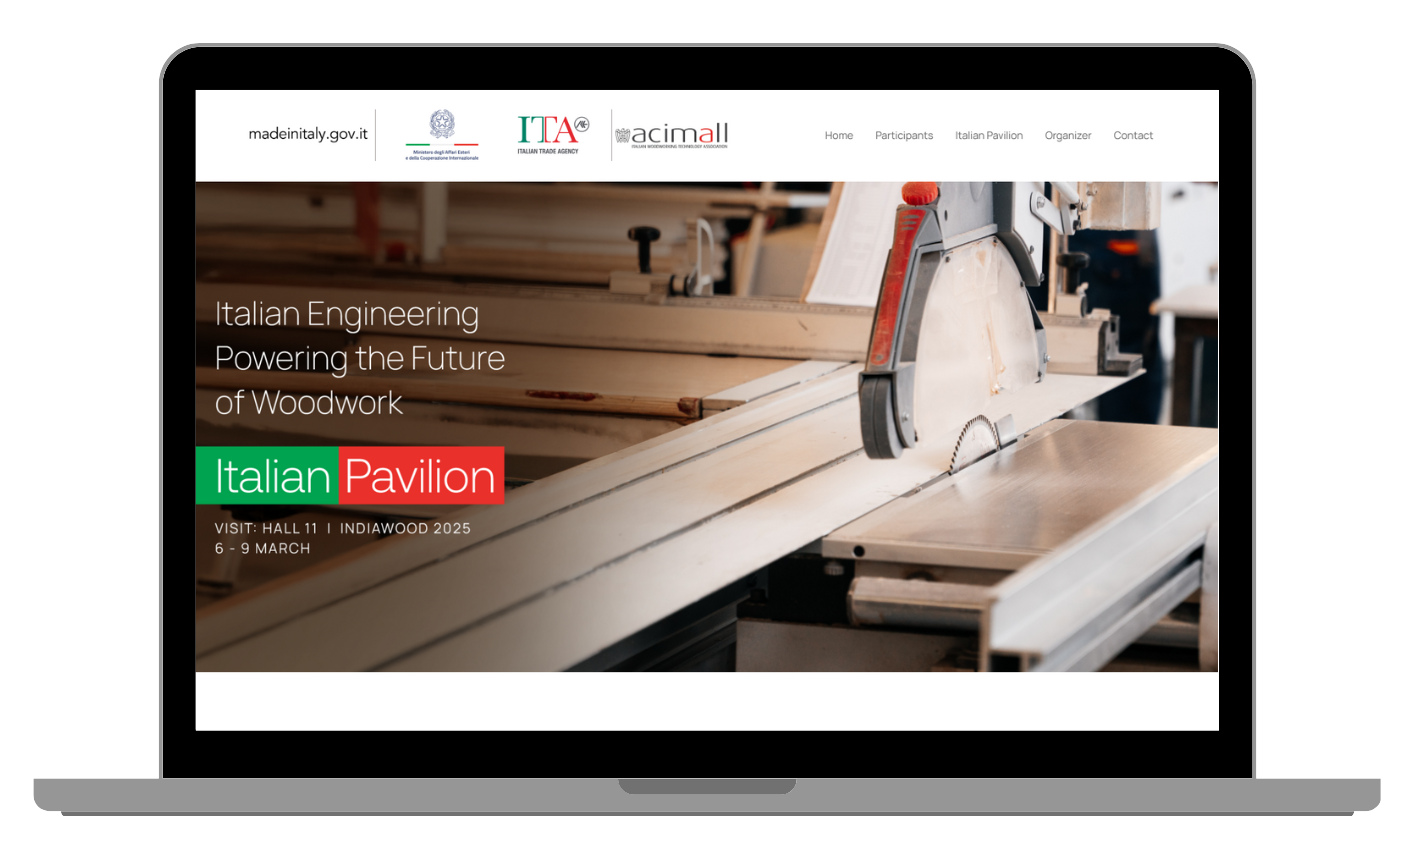 madeinitaly.gov.it
Ministero degli Affari Esteri
e della Cooperazione Internazionale
ITA
ITALIAN TRADE AGENCY
acimall
ITALIAN WOODWORKING TECHNOLOGY ASSOCIATION
Home Participants Italian Pavilion Organizer Contact
Italian Engineering
Powering the Future
of Woodwork
Italian Pavilion
VISIT: HALL 11 | INDIAWOOD 2025
6 - 9 MARCH